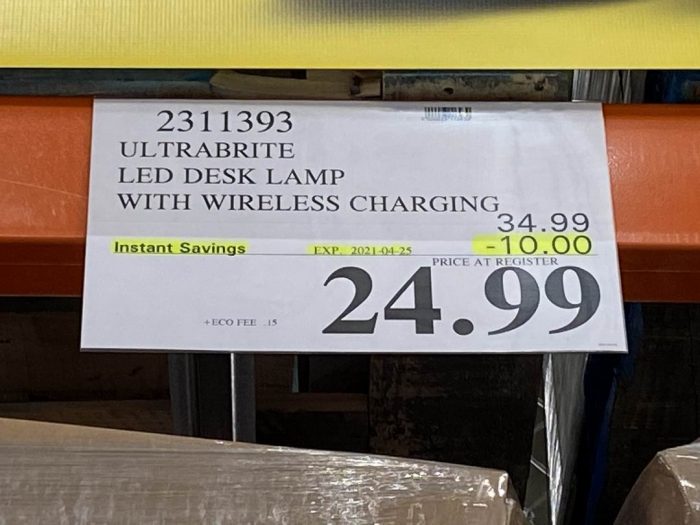 2311393
ULTRABRITE
LED DESK LAMP
WITH WIRELESS CHARGING
34.99
Instant Savings EXP. 2021-04-25 -10.00
PRICE AT REGISTER
24.99
+ECO FEE .15